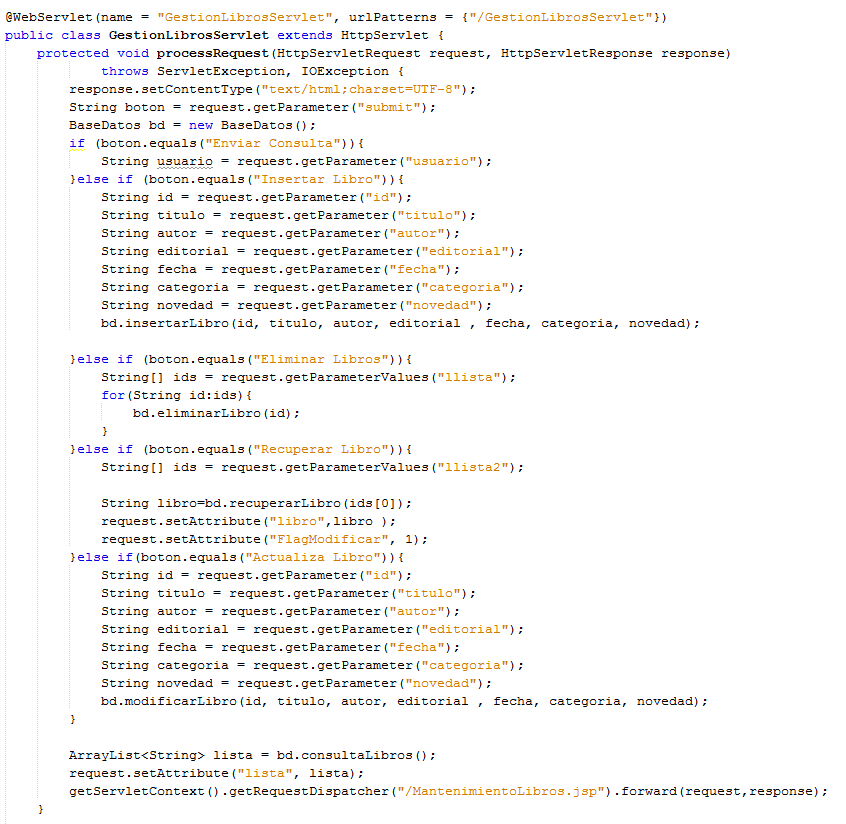 @WebServlet(name = "GestionLibrosServlet", urlPatterns = {"/GestionLibrosServlet"})
public class GestionLibrosServlet extends HttpServlet {
    protected void processRequest(HttpServletRequest request, HttpServletResponse response)
            throws ServletException, IOException {
        response.setContentType("text/html;charset=UTF-8");
        String boton = request.getParameter("submit");
        BaseDatos bd = new BaseDatos();
        if (boton.equals("Enviar Consulta")){
            String usuario = request.getParameter("usuario");
        }else if (boton.equals("Insertar Libro")){
            String id = request.getParameter("id");
            String titulo = request.getParameter("titulo");
            String autor = request.getParameter("autor");
            String editorial = request.getParameter("editorial");
            String fecha = request.getParameter("fecha");
            String categoria = request.getParameter("categoria");
            String novedad = request.getParameter("novedad");
            bd.insertarLibro(id, titulo, autor, editorial , fecha, categoria, novedad);

        }else if (boton.equals("Eliminar Libros")){
            String[] ids = request.getParameterValues("llista");
            for(String id:ids){
                bd.eliminarLibro(id);
            }
        }else if (boton.equals("Recuperar Libro")){
            String[] ids = request.getParameterValues("llista2");

            String libro=bd.recuperarLibro(ids[0]);
            request.setAttribute("libro",libro );
            request.setAttribute("FlagModificar", 1);
        }else if(boton.equals("Actualiza Libro")){
            String id = request.getParameter("id");
            String titulo = request.getParameter("titulo");
            String autor = request.getParameter("autor");
            String editorial = request.getParameter("editorial");
            String fecha = request.getParameter("fecha");
            String categoria = request.getParameter("categoria");
            String novedad = request.getParameter("novedad");
            bd.modificarLibro(id, titulo, autor, editorial , fecha, categoria, novedad);
        }

        ArrayList<String> lista = bd.consultaLibros();
        request.setAttribute("lista", lista);
        getServletContext().getRequestDispatcher("/MantenimientoLibros.jsp").forward(request,response);
    }